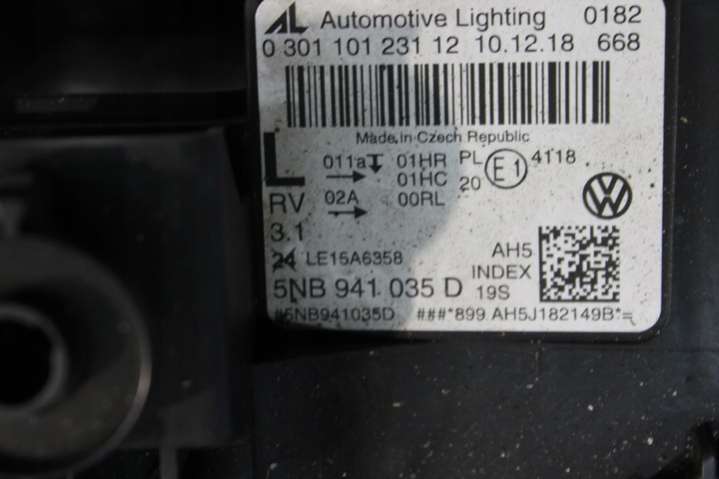 AL Automotive Lighting 0182
0 301 101 231 12 10.12.18 668
Made in Czech Republic
L 011a 01HR PL E1 4118
01HC 20
RV 02A 00RL
3.1
24 LE15A6358 AH5
INDEX
5NB 941 035 D 19S
#5NB941035D ###*899 AH5J182149B*=